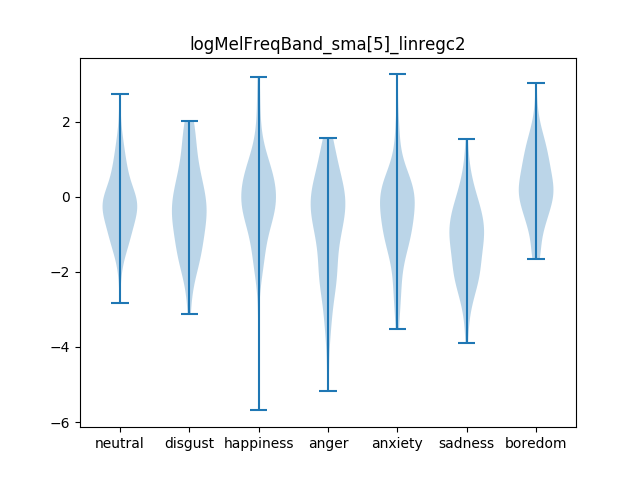 logMelFreqBand_sma[5]_linregc2
2
0
−2
−4
−6
neutral disgust happiness anger anxiety sadness boredom